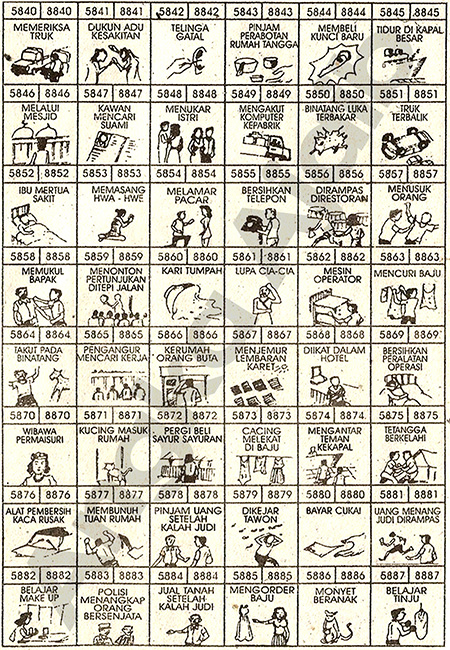 5840 8840 5841 8841 5842 8842 5843 8843 5844 8844 5845 8845
MEMERIKSA TRUK
DUKUN ADU KESAKITAN
TELINGA GATAL
PINJAM PERABOTAN RUMAH TANGGA
MEMBELI KUNCI BARU
TIDUR DI KAPAL BESAR
5846 8846 5847 8847 5848 8848 5849 8849 5850 8850 5851 8851
MELALUI MESJID
KAWAN MENCARI SUAMI
MENUKAR ISTRI
MENGAKUT KOMPUTER KEPABRIK
BINATANG LUKA TERBAKAR
TRUK TERBALIK
5852 8852 5853 8853 5854 8854 5855 8855 5856 8856 5857 8857
IBU MERTUA SAKIT
MEMASANG HWA - HWE
MELAMAR PACAR
BERSIHKAN TELEPON
DIRAMPAS DIRESTORAN
MENUSUK ORANG
5858 8858 5859 8859 5860 8860 5861 8861 5862 8862 5863 8863
MEMUKUL BAPAK
MENONTON PERTUNJUKAN DITEPI JALAN
KARI TUMPAH
LUPA CIA-CIA
MESIN OPERATOR
MENCURI BAJU
5864 8864 5865 8865 5866 8866 5867 8867 5868 8868 5869 8869
TAKUT PADA BINATANG
PENGANGUR MENCARI KERJA
KERUMAH ORANG BUTA
MENJEMUR LEMBARAN KARET
DIIKAT DALAM HOTEL
BERSIHKAN PERALATAN OPERASI
5870 8870 5871 8871 5872 8872 5873 8873 5874 8874 5875 8875
WIBAWA PERMAISURI
KUCING MASUK RUMAH
PERGI BELI SAYUR SAYURAN
CACING MELEKAT DI BAJU
MENGANTAR TEMAN KEKAPAL
TETANGGA BERKELAHI
5876 8876 5877 8877 5878 8878 5879 8879 5880 8880 5881 8881
ALAT PEMBERSIH KACA RUSAK
MEMBUNUH TUAN RUMAH
PINJAM UANG SETELAH KALAH JUDI
DIKEJAR TAWON
BAYAR CUKAI
UANG MENANG JUDI DIRAMPAS
5882 8882 5883 8883 5884 8884 5885 8885 5886 8886 5887 8887
BELAJAR MAKE UP
POLISI MENANGKAP ORANG BERSENJATA
JUAL TANAH SETELAH KALAH JUDI
MENGORDER BAJU
MONYET BERANAK
BELAJAR TINJU